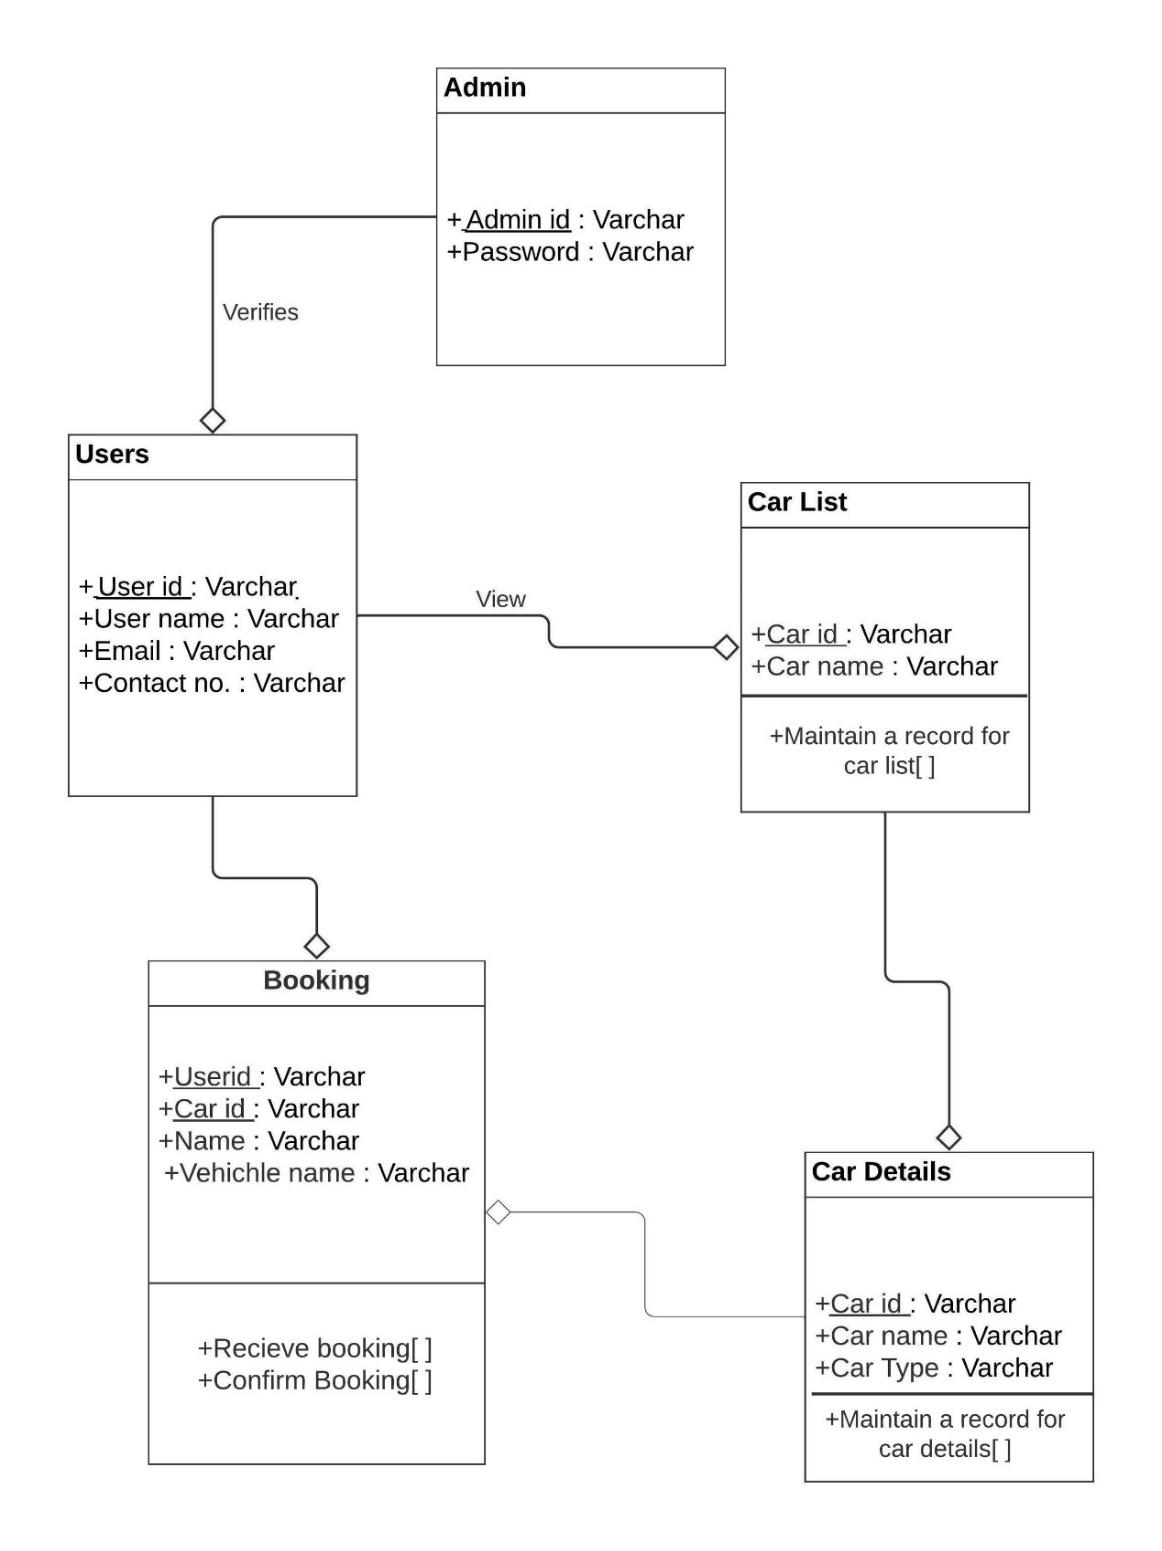 Admin
+ Admin id : Varchar
+Password : Varchar
Verifies
Users
+ User id : Varchar
+User name : Varchar
+Email : Varchar
+Contact no. : Varchar
View
Car List
+Car id : Varchar
+Car name : Varchar
+Maintain a record for
car list[ ]
Booking
+Userid : Varchar
+Car id : Varchar
+Name : Varchar
+Vehichle name : Varchar
+Recieve booking[ ]
+Confirm Booking[ ]
Car Details
+Car id : Varchar
+Car name : Varchar
+Car Type : Varchar
+Maintain a record for
car details[ ]